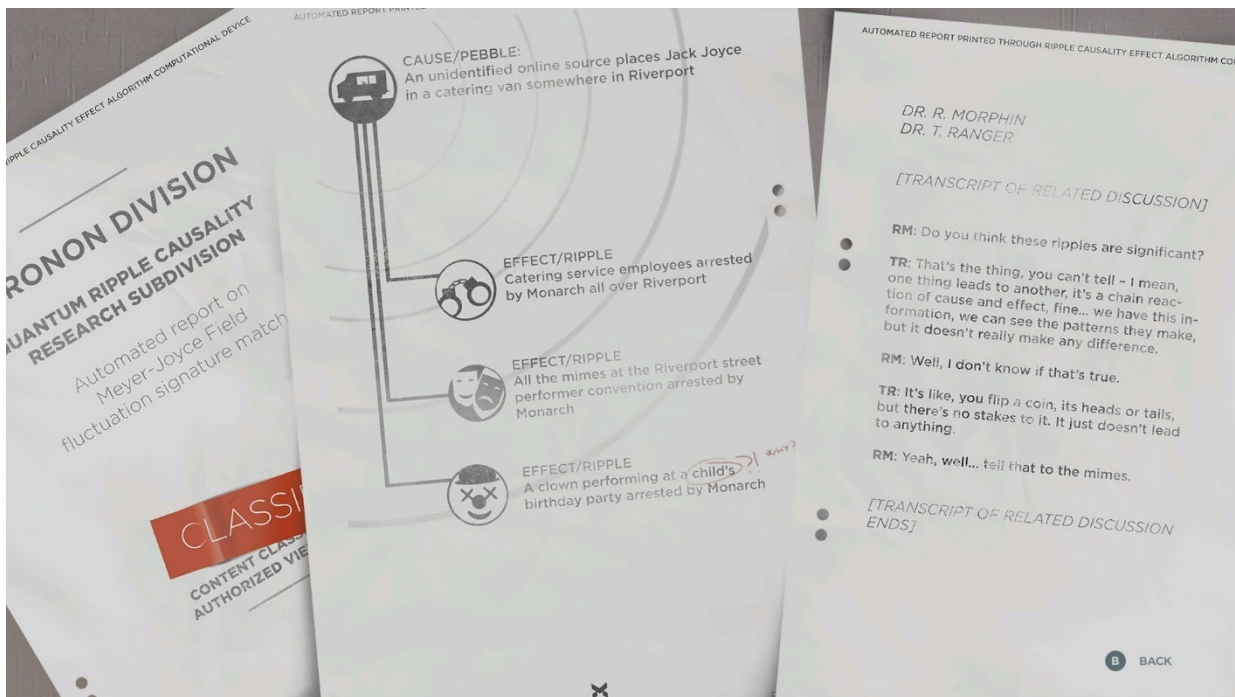 RIPPLE CAUSALITY EFFECT ALGORITHM COMPUTATIONAL DEVICE
RONON DIVISION
QUANTUM RIPPLE CAUSALITY
RESEARCH SUBDIVISION
Automated report on
Meyer-Joyce Field
fluctuation signature match
CLASSI
CONTENT CLASS
AUTHORIZED VIE
AUTOMATED REPORT PRINTED
CAUSE/PEBBLE:
An unidentified online source places Jack Joyce
in a catering van somewhere in Riverport
EFFECT/RIPPLE
Catering service employees arrested
by Monarch all over Riverport
EFFECT/RIPPLE
All the mimes at the Riverport street
performer convention arrested by
Monarch
EFFECT/RIPPLE
A clown performing at a child's ?! WHY?
birthday party arrested by Monarch
AUTOMATED REPORT PRINTED THROUGH RIPPLE CAUSALITY EFFECT ALGORITHM COM
DR. R. MORPHIN
DR. T. RANGER
[TRANSCRIPT OF RELATED DISCUSSION]
RM: Do you think these ripples are significant?
TR: That's the thing, you can't tell – I mean,
one thing leads to another, it's a chain reac-
tion of cause and effect, fine... we have this in-
formation, we can see the patterns they make,
but it doesn't really make any difference.
RM: Well, I don't know if that's true.
TR: It's like, you flip a coin, its heads or tails,
but there's no stakes to it. It just doesn't lead
to anything.
RM: Yeah, well... tell that to the mimes.
[TRANSCRIPT OF RELATED DISCUSSION
ENDS]
B BACK